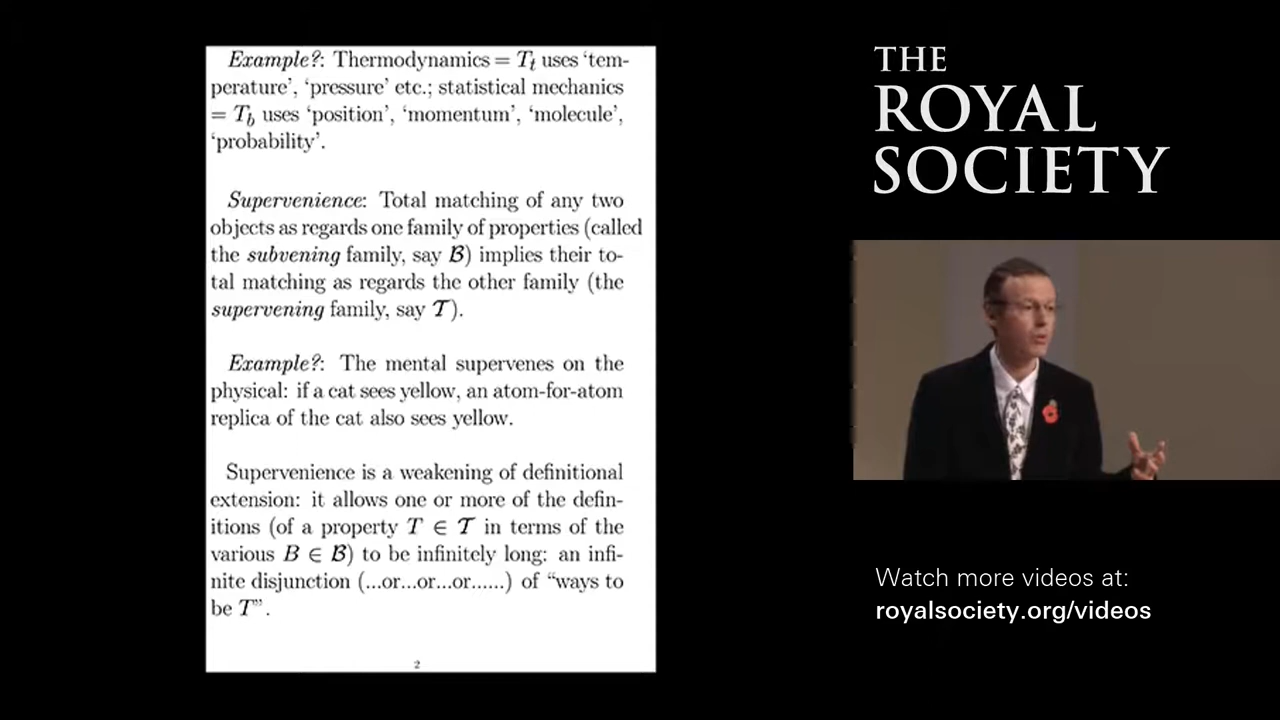 Example?: Thermodynamics = Tt uses ‘tem-
perature’, ‘pressure’ etc.; statistical mechanics
= Tb uses ‘position’, ‘momentum’, ‘molecule’,
‘probability’.
Supervenience: Total matching of any two
objects as regards one family of properties (called
the subvening family, say B) implies their to-
tal matching as regards the other family (the
supervening family, say T).
Example?: The mental supervenes on the
physical: if a cat sees yellow, an atom-for-atom
replica of the cat also sees yellow.
Supervenience is a weakening of definitional
extension: it allows one or more of the defin-
itions (of a property T ∈ T in terms of the
various B ∈ B) to be infinitely long: an infi-
nite disjunction (...or...or...or......) of “ways to
be T”.
2
THE
ROYAL
SOCIETY
Watch more videos at:
royalsociety.org/videos